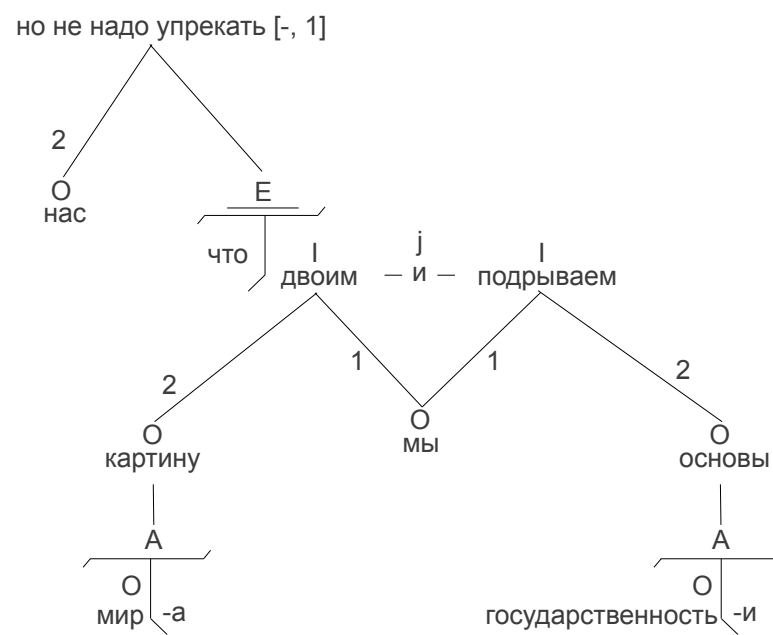 но не надо упрекать [-, 1]
2
О
нас
Е
что
I
двоим
j
– и –
I
подрываем
2
1
1
2
О
картину
О
мы
О
основы
А
О
мир -а
А
О
государственность -и